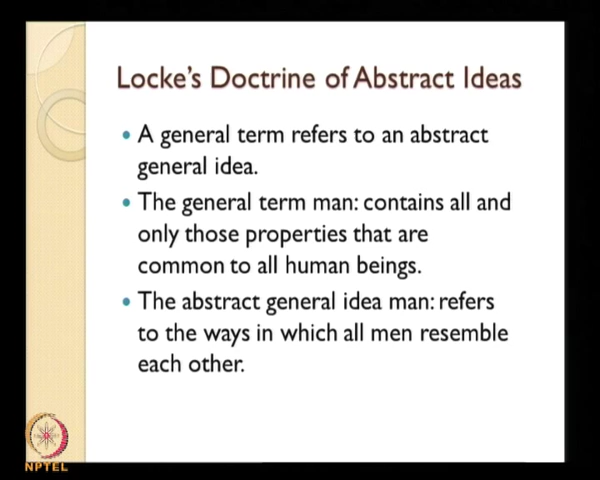 Locke's Doctrine of Abstract Ideas
• A general term refers to an abstract
general idea.
• The general term man: contains all and
only those properties that are
common to all human beings.
• The abstract general idea man: refers
to the ways in which all men resemble
each other.
NPTEL